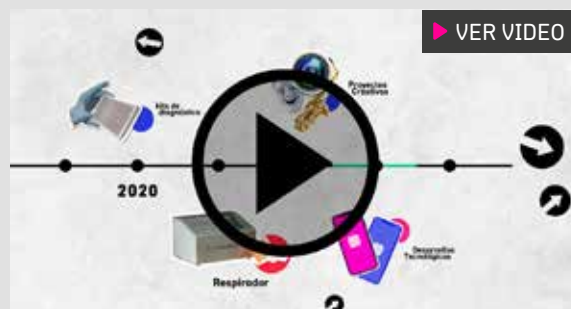 VER VIDEO
Proyectos
Creativos
kits de
diagnóstico
2020
Desarrollos
Tecnológicos
Respirador